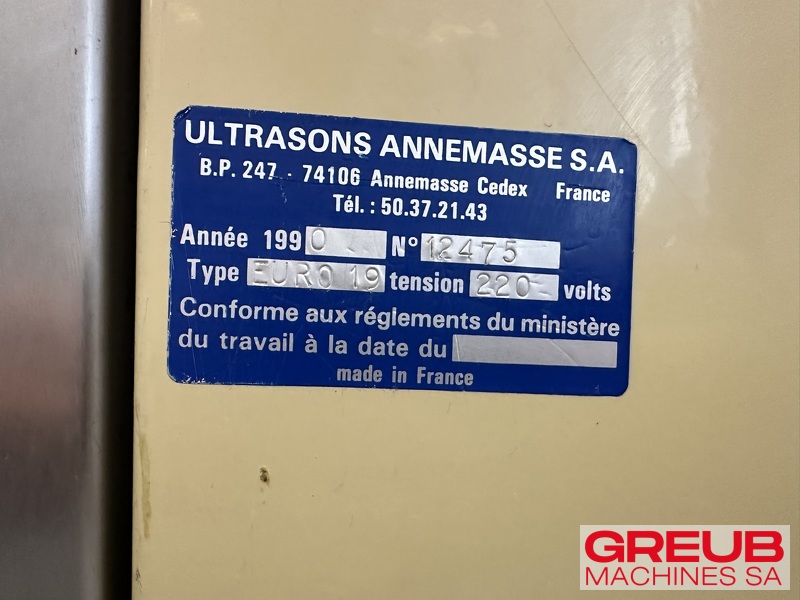 ULTRASONS ANNEMASSE S.A.
B.P. 247 - 74106 Annemasse Cedex France
Tél. : 50.37.21.43
Année 1990 N° 12475
Type EURO 19 tension 220 volts
Conforme aux réglements du ministère
du travail à la date du
made in France
GREUB
MACHINES SA